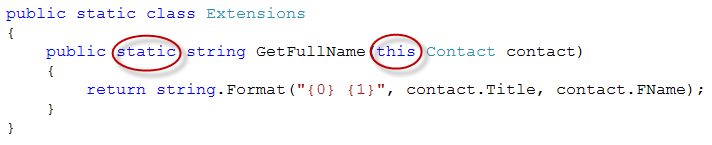 public static class Extensions
{
    public static string GetFullName(this Contact contact)
    {
        return string.Format("{0} {1}", contact.Title, contact.FName);
    }
}